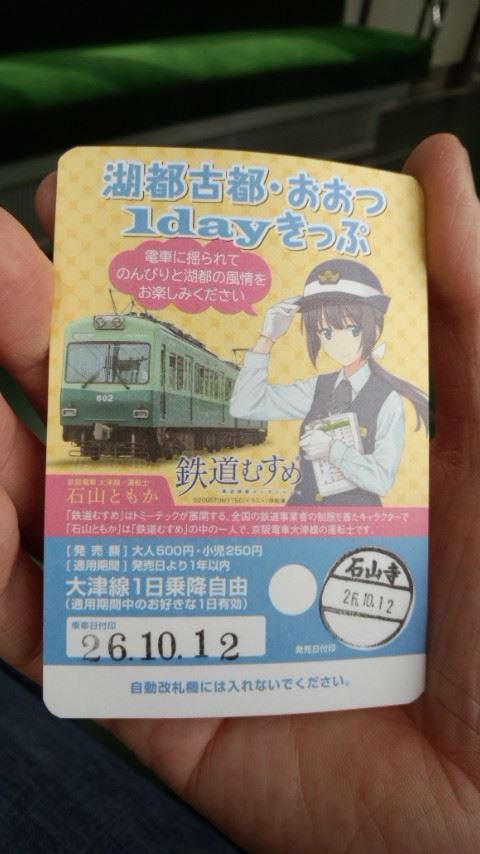 湖都古都・おおつ
1dayきっぷ
電車に揺られて
のんびりと湖都の風情を
お楽しみください
602
鉄道むすめ
京阪電車 大津線／運転士
石山ともか
「鉄道むすめ」はトミーテックが展開する、全国の鉄道事業者の制服を着たキャラクターで
「石山ともか」は「鉄道むすめ」の中の一人で、京阪電車大津線の運転士です。
[発売額] 大人500円・小児250円
[適用期間] 発売日より1年以内
大津線1日乗降自由
(適用期間中のお好きな1日有効)
石山寺
26.10.12
乗車日付印
26.10.12
発売日付印
自動改札機には入れないでください。